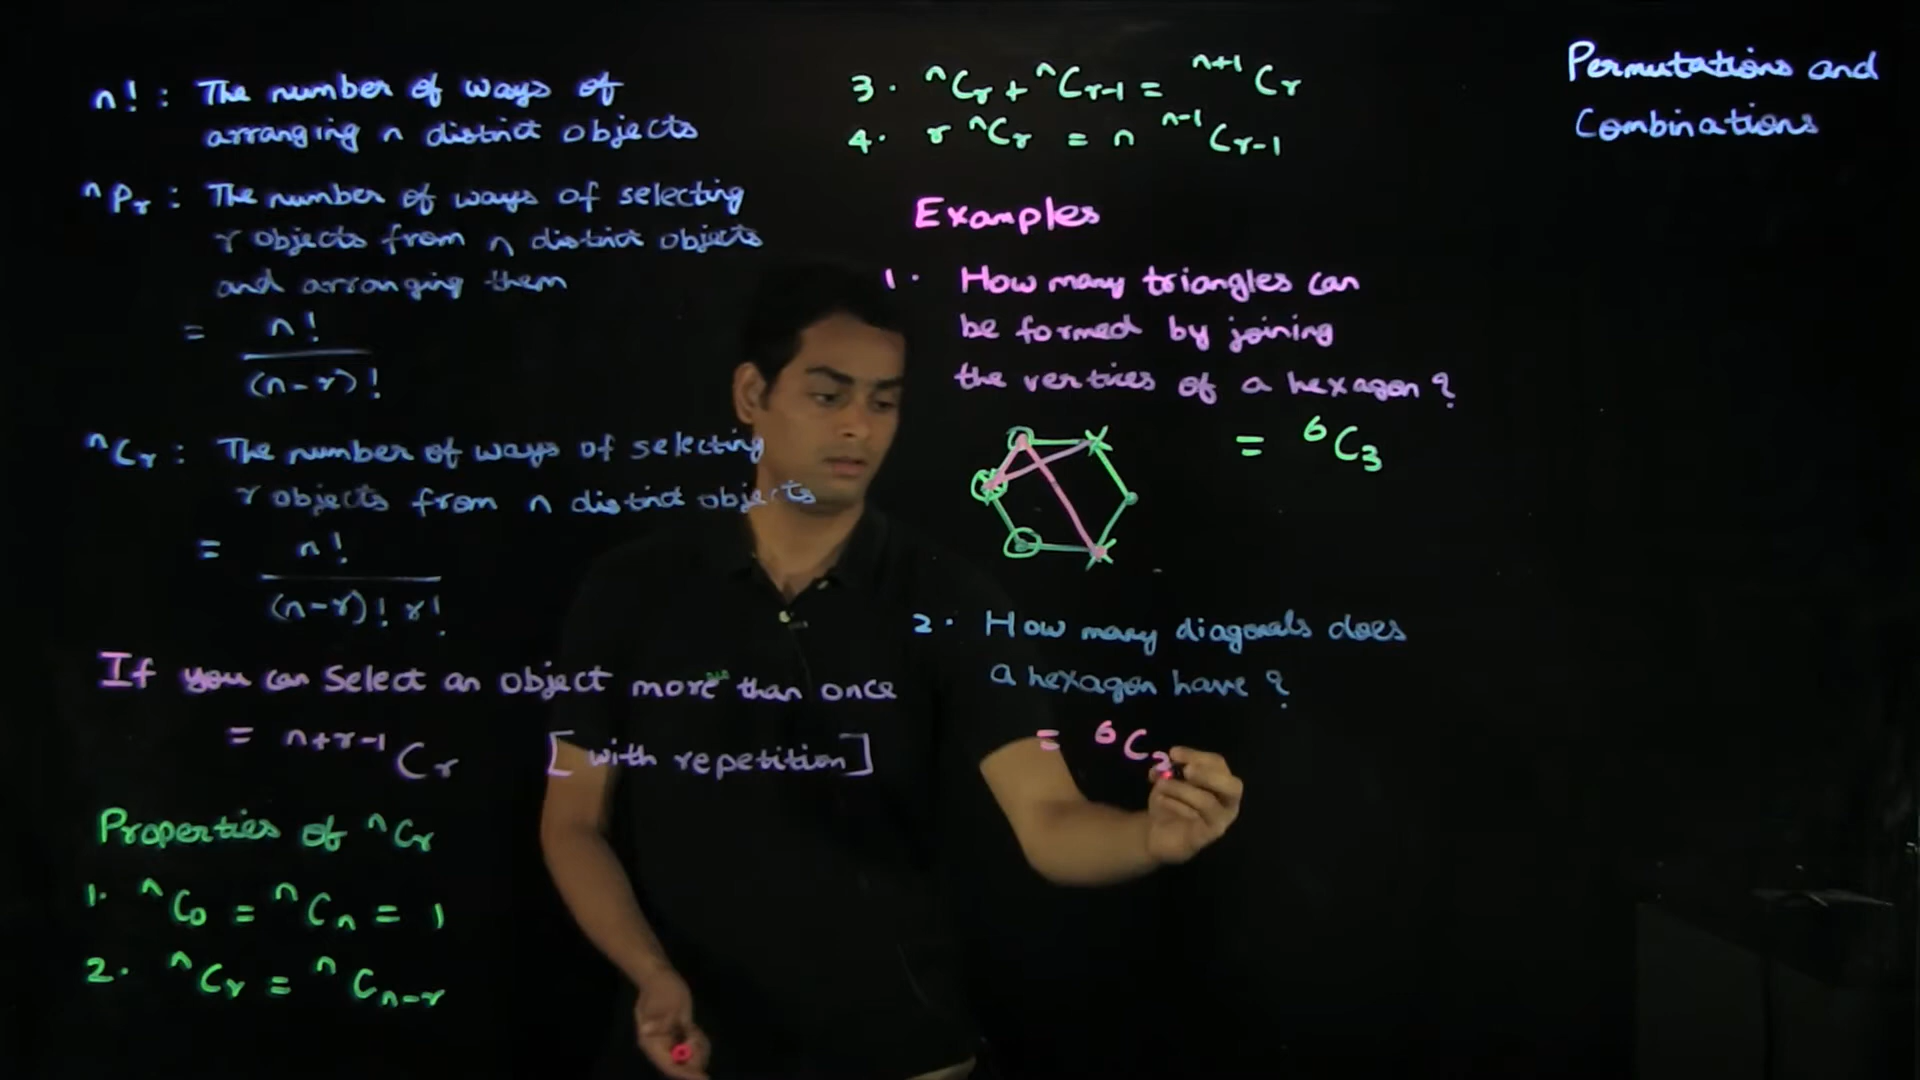 n! : The number of ways of
arranging n distinct objects
ⁿPᵣ : The number of ways of selecting
r objects from n distinct objects
and arranging them
= n! / (n-r)!
ⁿCᵣ : The number of ways of selecting
r objects from n distinct objects
= n! / (n-r)! r!
If you can Select an object more than once
= ⁿ⁺ʳ⁻¹Cᵣ [with repetition]
Properties of ⁿCᵣ
1. ⁿC₀ = ⁿCₙ = 1
2. ⁿCᵣ = ⁿCₙ₋ᵣ
3. ⁿCᵣ + ⁿCᵣ₋₁ = ⁿ⁺¹Cᵣ
4. r ⁿCᵣ = n ⁿ⁻¹Cᵣ₋₁
Examples
1. How many triangles can
be formed by joining
the vertices of a hexagon?
= ⁶C₃
2. How many diagonals does
a hexagon have?
= ⁶C₂
Permutations and
Combinations